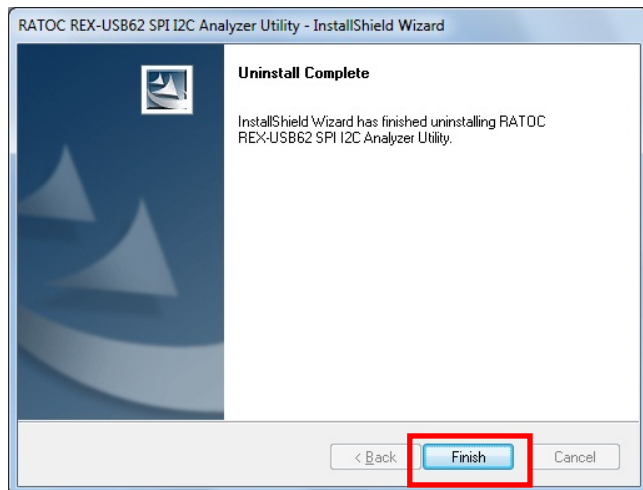 RATOC REX-USB62 SPI I2C Analyzer Utility - InstallShield Wizard
Uninstall Complete
InstallShield Wizard has finished uninstalling RATOC
REX-USB62 SPI I2C Analyzer Utility.
< Back Finish Cancel